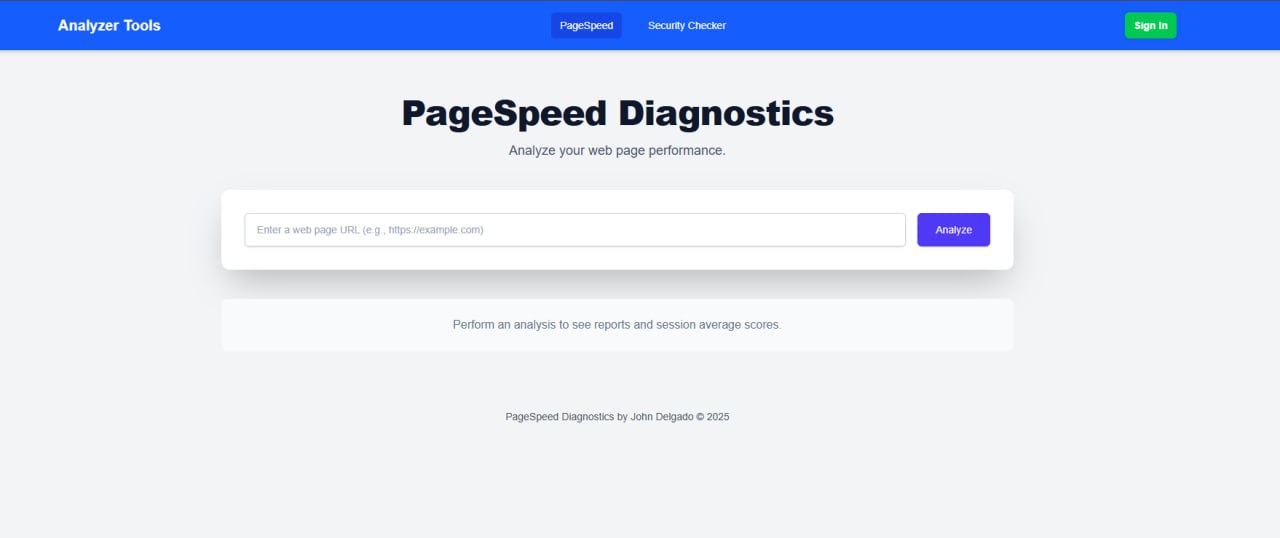 Analyzer Tools
PageSpeed
Security Checker
Sign In
PageSpeed Diagnostics
Analyze your web page performance.
Enter a web page URL (e.g., https://example.com)
Analyze
Perform an analysis to see reports and session average scores.
PageSpeed Diagnostics by John Delgado © 2025